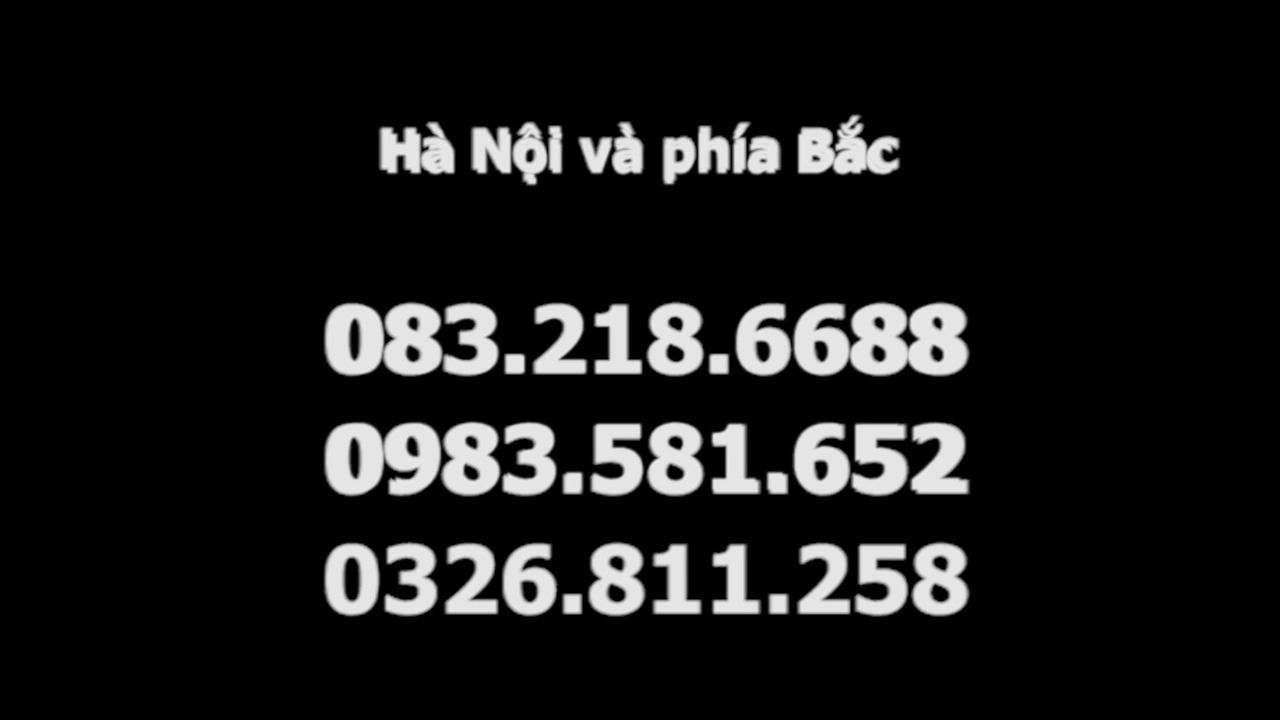 Hà Nội và phía Bắc
083.218.6688
0983.581.652
0326.811.258